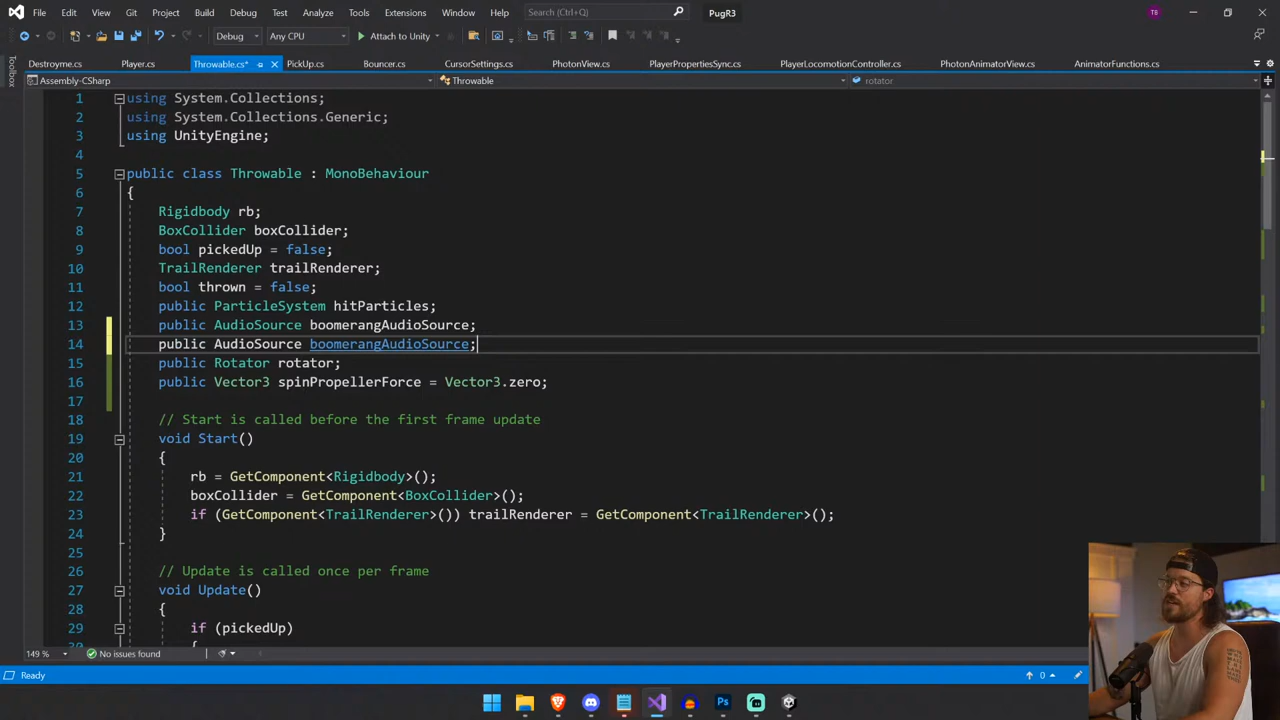 File Edit View Git Project Build Debug Test Analyze Tools Extensions Window Help Search (Ctrl+Q) PugR3 T8
Debug Any CPU Attach to Unity
Toolbox
Destroyme.cs Player.cs Throwable.cs* PickUp.cs Bouncer.cs CursorSettings.cs PhotonView.cs PlayerPropertiesSync.cs PlayerLocomotionController.cs PhotonAnimatorView.cs AnimatorFunctions.cs
Assembly-CSharp Throwable rotator
1 using System.Collections;
2 using System.Collections.Generic;
3 using UnityEngine;
4
5 public class Throwable : MonoBehaviour
6 {
7 Rigidbody rb;
8 BoxCollider boxCollider;
9 bool pickedUp = false;
10 TrailRenderer trailRenderer;
11 bool thrown = false;
12 public ParticleSystem hitParticles;
13 public AudioSource boomerangAudioSource;
14 public AudioSource boomerangAudioSource;
15 public Rotator rotator;
16 public Vector3 spinPropellerForce = Vector3.zero;
17
18 // Start is called before the first frame update
19 void Start()
20 {
21 rb = GetComponent<Rigidbody>();
22 boxCollider = GetComponent<BoxCollider>();
23 if (GetComponent<TrailRenderer>()) trailRenderer = GetComponent<TrailRenderer>();
24 }
25
26 // Update is called once per frame
27 void Update()
28 {
29 if (pickedUp)
149 % No issues found
Ready 0
Ps